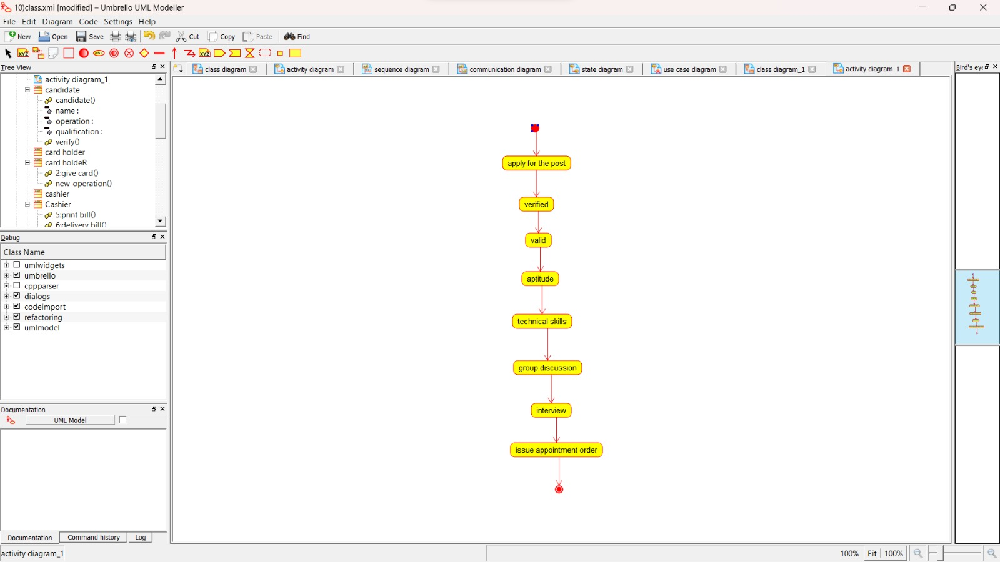 10)class.xmi [modified] – Umbrello UML Modeller
File Edit Diagram Code Settings Help
New Open Save Cut Copy Paste Find
Tree View
activity diagram_1
candidate
candidate()
name :
operation :
qualification :
verify()
card holder
card holdeR
2:give card()
new_operation()
cashier
Cashier
5:print bill()
6:delivery bill()
Debug
Class Name
umlwidgets
umbrello
cppparser
dialogs
codeimport
refactoring
umlmodel
Documentation
UML Model
Documentation Command history Log
activity diagram_1
class diagram activity diagram sequence diagram communication diagram state diagram use case diagram class diagram_1 activity diagram_1
apply for the post
verified
valid
aptitude
technical skills
group discussion
interview
issue appointment order
Bird's eye
100% Fit 100%